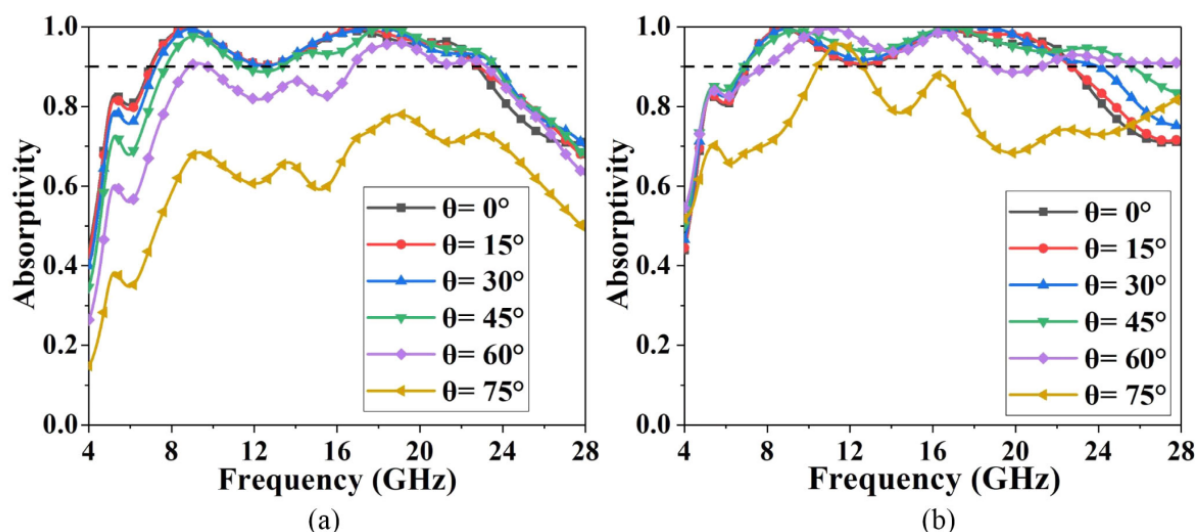 1.0
0.8
0.6
0.4
0.2
0.0
Absorptivity
θ= 0°
θ= 15°
θ= 30°
θ= 45°
θ= 60°
θ= 75°
4 8 12 16 20 24 28
Frequency (GHz)
(a)
1.0
0.8
0.6
0.4
0.2
0.0
Absorptivity
θ= 0°
θ= 15°
θ= 30°
θ= 45°
θ= 60°
θ= 75°
4 8 12 16 20 24 28
Frequency (GHz)
(b)